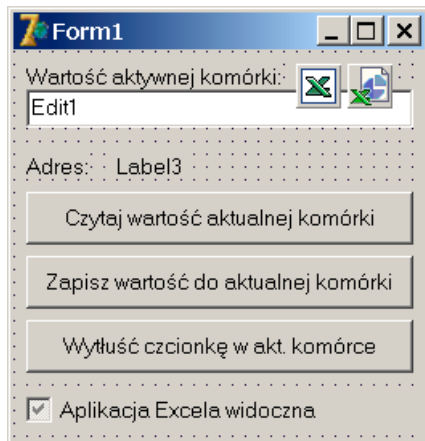 Form1
Wartość aktywnej komórki:
Edit1
Adres: Label3
Czytaj wartość aktualnej komórki
Zapisz wartość do aktualnej komórki
Wytłuść czcionkę w akt. komórce
Aplikacja Excela widoczna